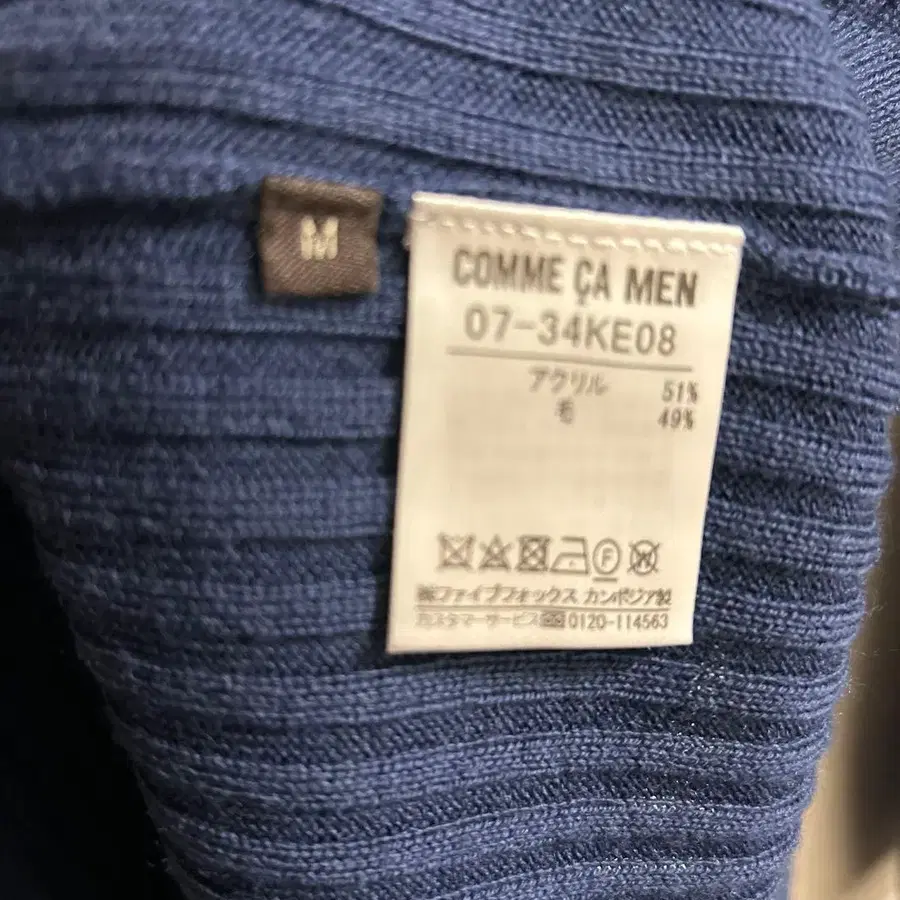 M
COMME ÇA MEN
07-34KE08
アクリル 51%
毛 49%
F W
㈱ファイブフォックス カンボジア製
カスタマーサービス 0120-114563